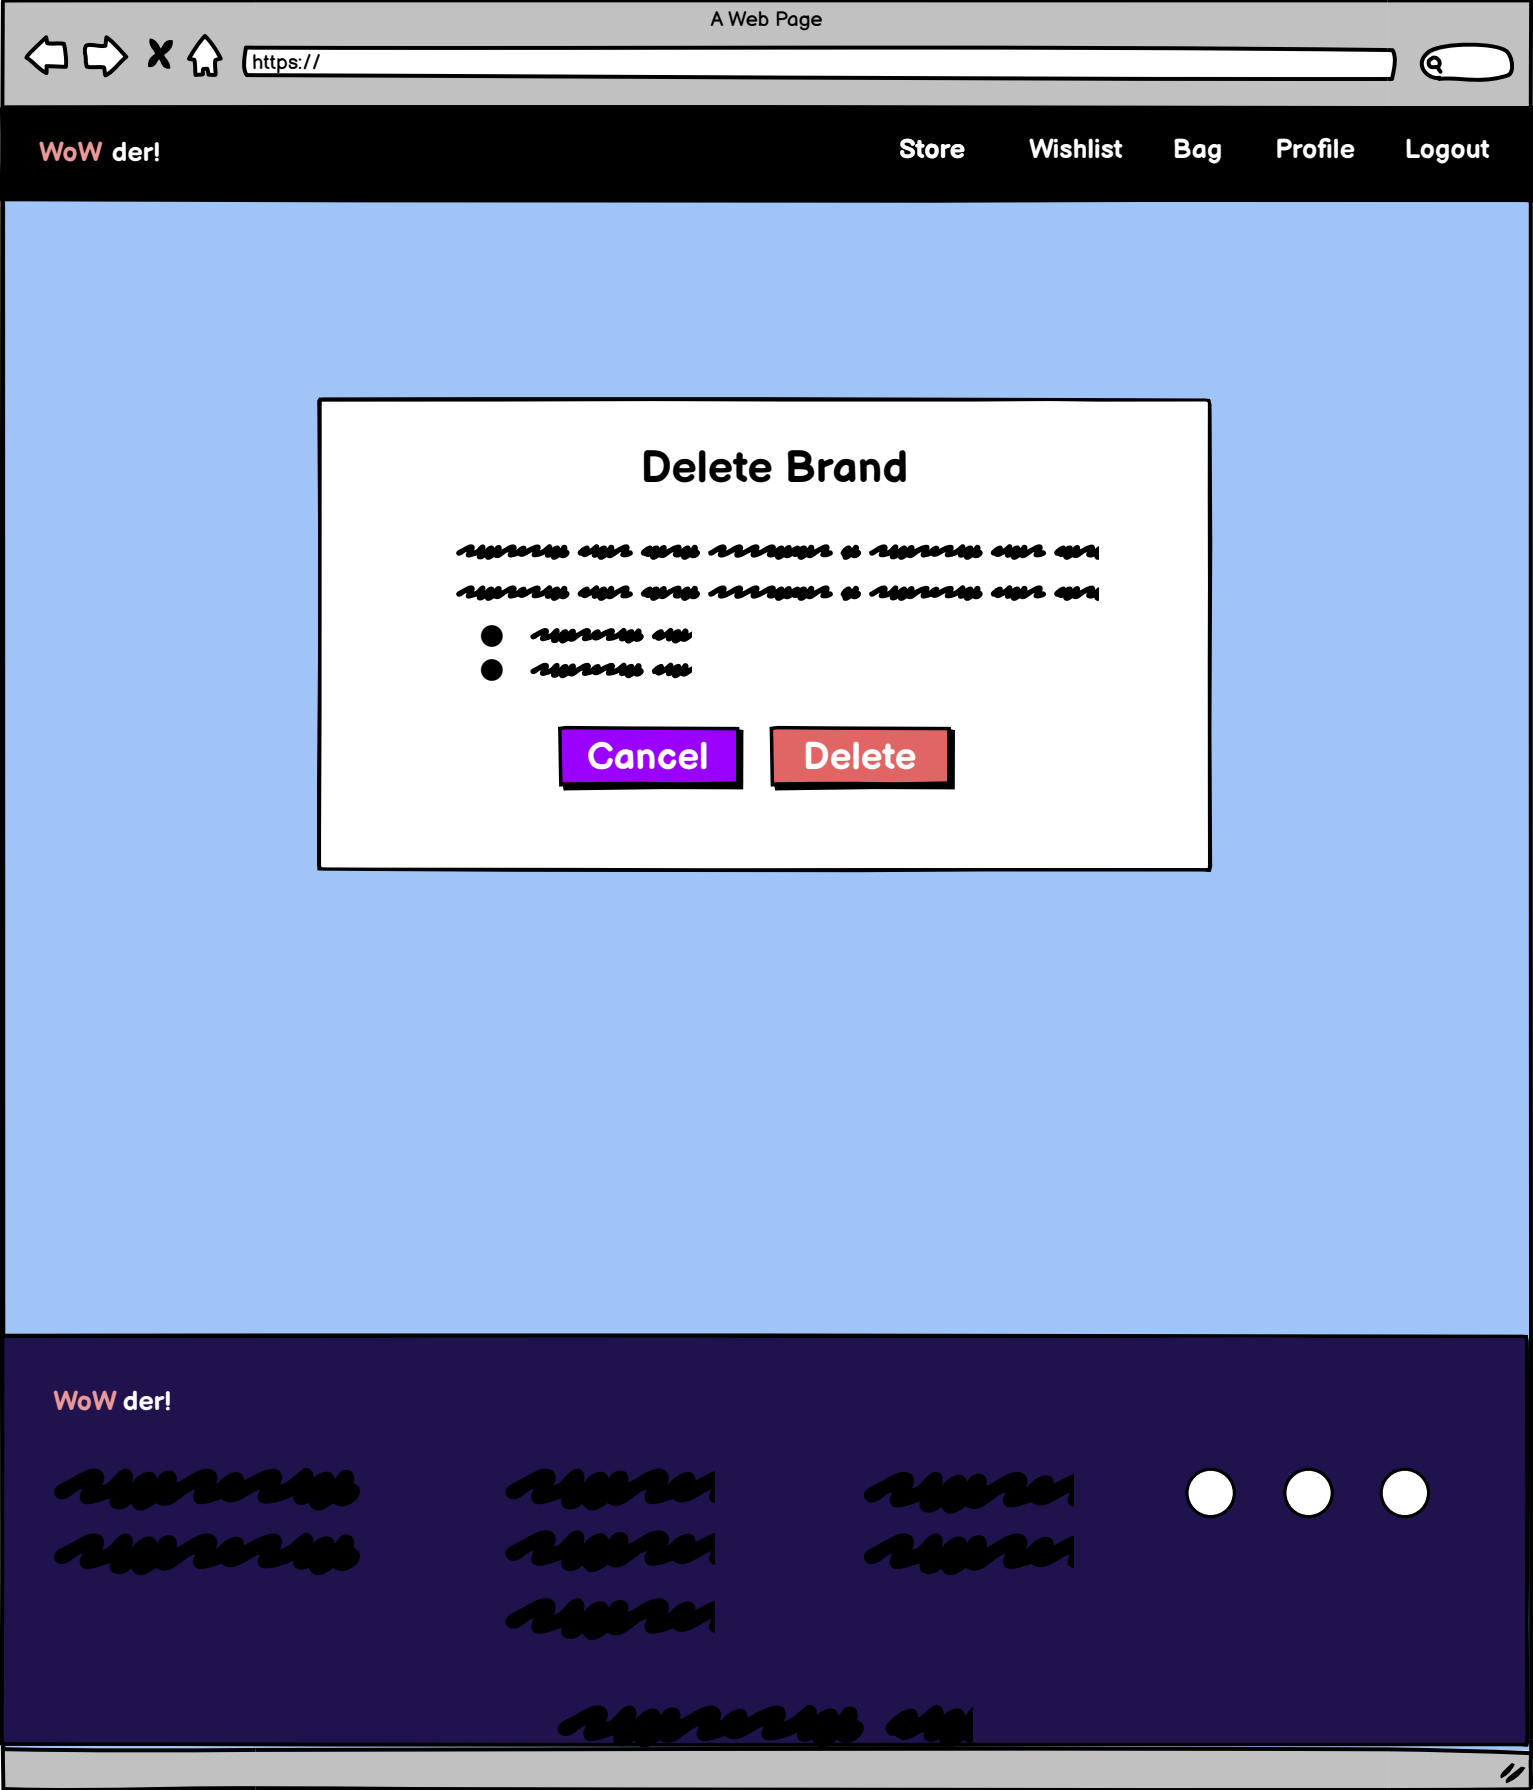 A Web Page
https://
WoW der!
Store Wishlist Bag Profile Logout
Delete Brand
Cancel Delete
WoW der!